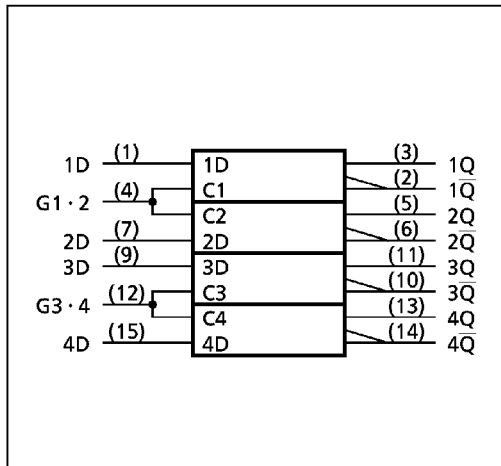 1D (1) 1D (3) 1Q
(2) 1Q̅
G1 · 2 (4) C1
C2 (5) 2Q
2D (7) 2D (6) 2Q̅
3D (9) 3D (11) 3Q
(10) 3Q̅
G3 · 4 (12) C3
C4 (13) 4Q
4D (15) 4D (14) 4Q̅